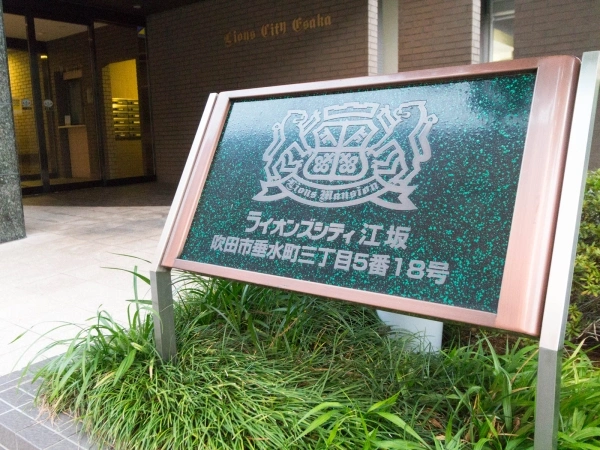 Lions City Esaka
Lions Mansion
ライオンズシティ江坂
吹田市垂水町三丁目5番18号